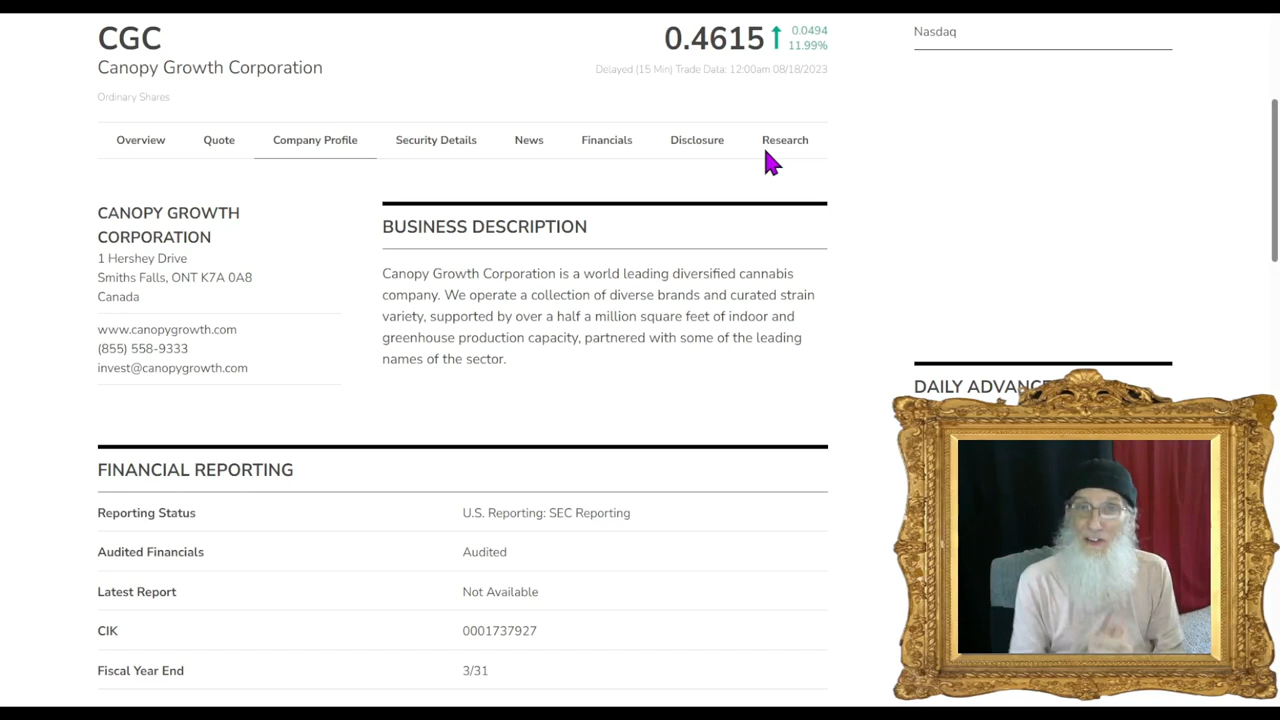 CGC
0.4615
0.0494
11.99%
Canopy Growth Corporation
Delayed (15 Min) Trade Data: 12:00am 08/18/2023
Ordinary Shares
Nasdaq
Overview Quote Company Profile Security Details News Financials Disclosure Research
CANOPY GROWTH
CORPORATION
1 Hershey Drive
Smiths Falls, ONT K7A 0A8
Canada
www.canopygrowth.com
(855) 558-9333
invest@canopygrowth.com
BUSINESS DESCRIPTION
Canopy Growth Corporation is a world leading diversified cannabis
company. We operate a collection of diverse brands and curated strain
variety, supported by over a half a million square feet of indoor and
greenhouse production capacity, partnered with some of the leading
names of the sector.
FINANCIAL REPORTING
Reporting Status U.S. Reporting: SEC Reporting
Audited Financials Audited
Latest Report Not Available
CIK 0001737927
Fiscal Year End 3/31
DAILY